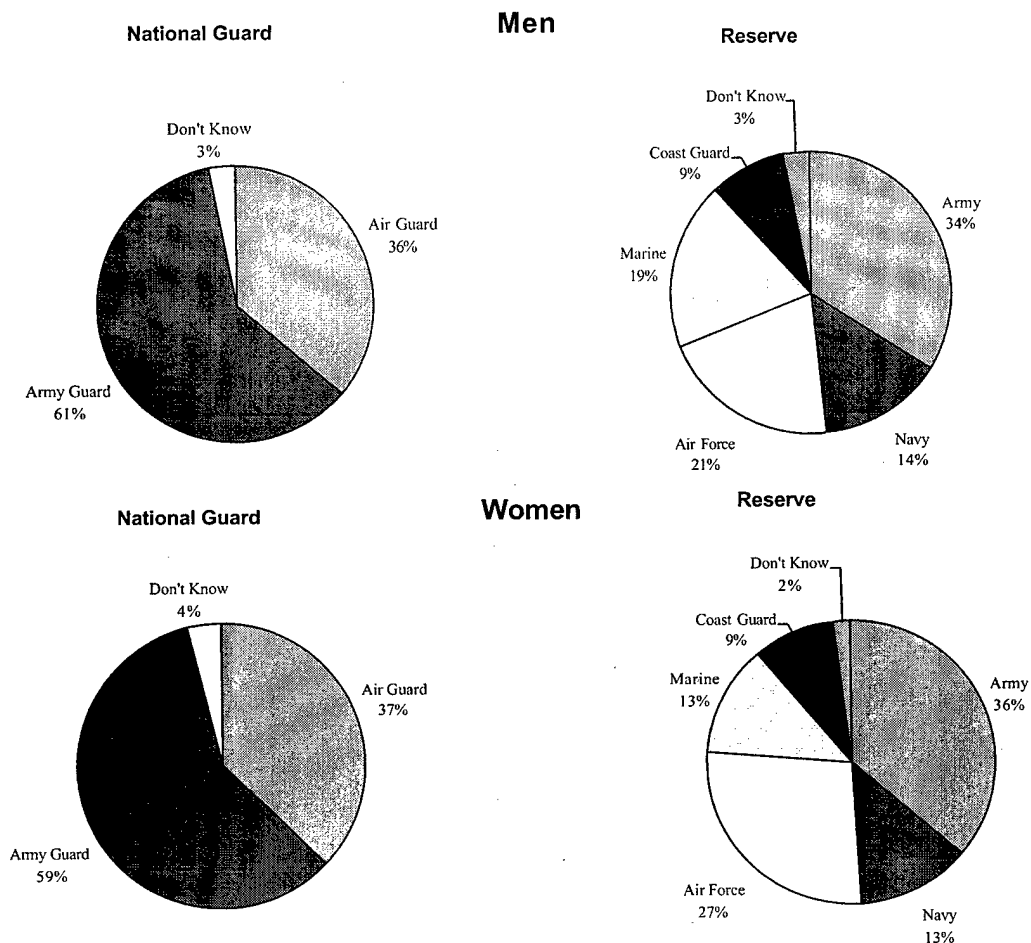 Men
National Guard
Don't Know
3%
Air Guard
36%
Army Guard
61%
Reserve
Don't Know
3%
Coast Guard
9%
Army
34%
Marine
19%
Air Force
21%
Navy
14%
Women
National Guard
Don't Know
4%
Air Guard
37%
Army Guard
59%
Reserve
Don't Know
2%
Coast Guard
9%
Marine
13%
Army
36%
Air Force
27%
Navy
13%